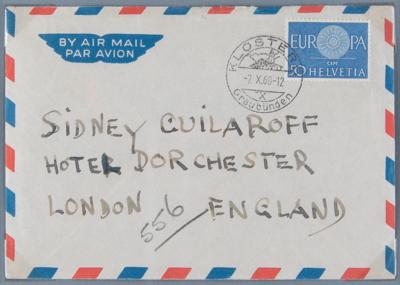 BY AIR MAIL
PAR AVION
KLOSTERS
-7.X.60-12
X
Graubünden
EUROPA
CEPT
50 HELVETIA
SIDNEY GUILAROFF
HOTEL DORCHESTER
LONDON ENGLAND
556/